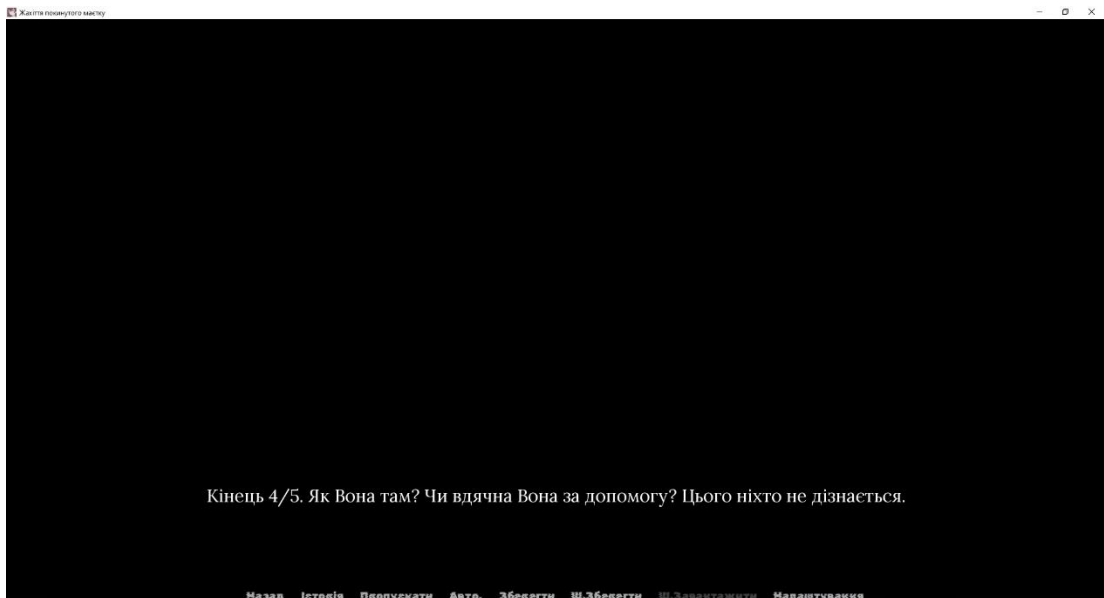 Жахіття покинутого маєтку
Кінець 4/5. Як Вона там? Чи вдячна Вона за допомогу? Цього ніхто не дізнається.
Назад Історія Пропускати Авто. Зберегти Ш.Зберегти Ш.Завантажити Налаштування